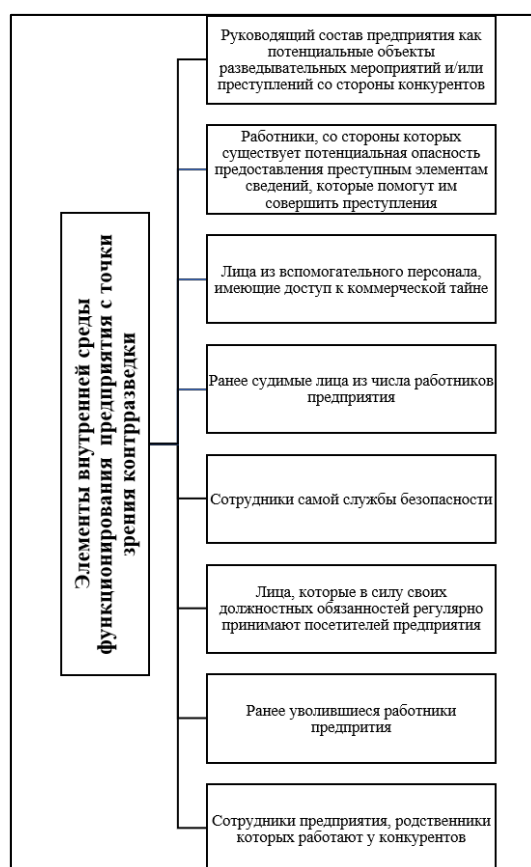 Элементы внутренней среды
функционирования предприятия с точки
зрения контрразведки
Руководящий состав предприятия как
потенциальные объекты
разведывательных мероприятий и/или
преступлений со стороны конкурентов
Работники, со стороны которых
существует потенциальная опасность
предоставления преступным элементам
сведений, которые помогут им
совершить преступления
Лица из вспомогательного персонала,
имеющие доступ к коммерческой тайне
Ранее судимые лица из числа работников
предприятия
Сотрудники самой службы безопасности
Лица, которые в силу своих
должностных обязанностей регулярно
принимают посетителей предприятия
Ранее уволившиеся работники
предпрития
Сотрудники предприятия, родственники
которых работают у конкурентов